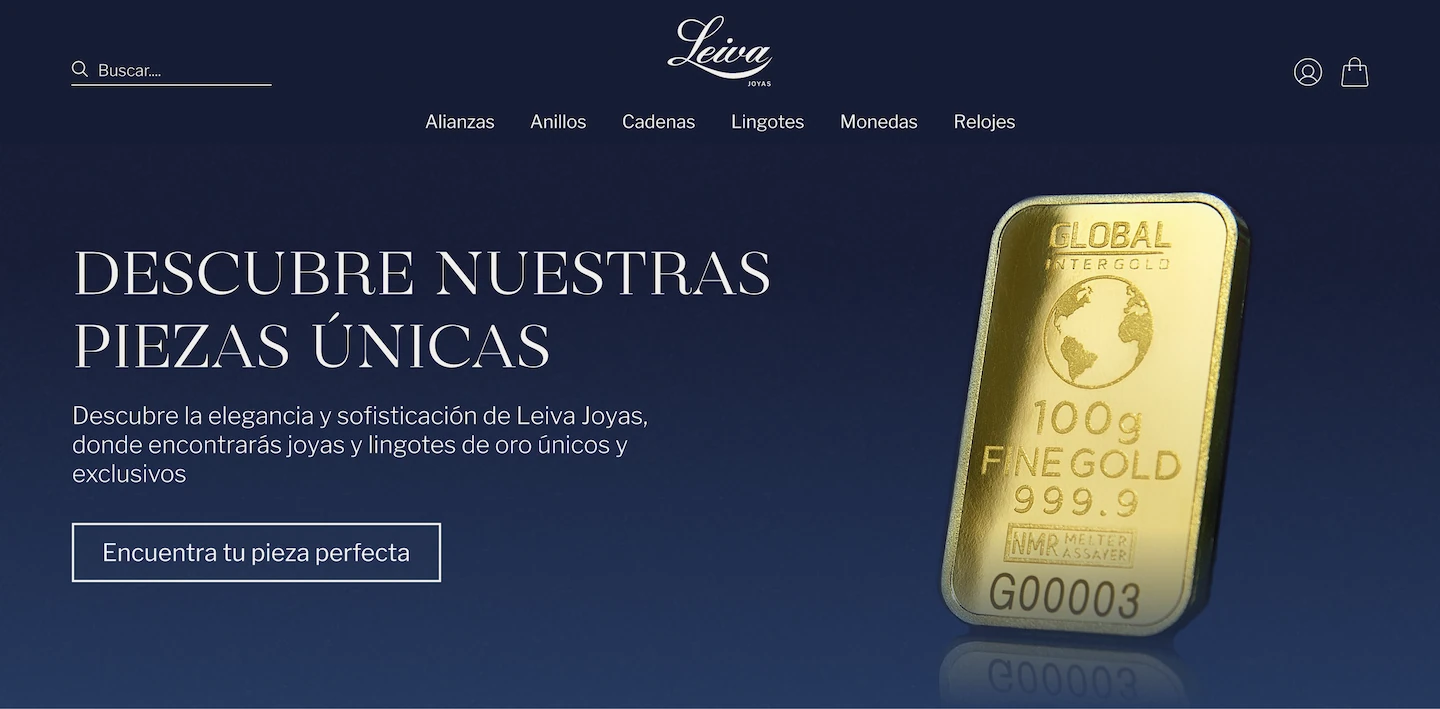 Leiva
JOYAS
Buscar....
Alianzas Anillos Cadenas Lingotes Monedas Relojes
DESCUBRE NUESTRAS
PIEZAS ÚNICAS
Descubre la elegancia y sofisticación de Leiva Joyas,
donde encontrarás joyas y lingotes de oro únicos y
exclusivos
Encuentra tu pieza perfecta
GLOBAL
INTERGOLD
100g
FINE GOLD
999.9
NMR MELTER
ASSAYER
G00003